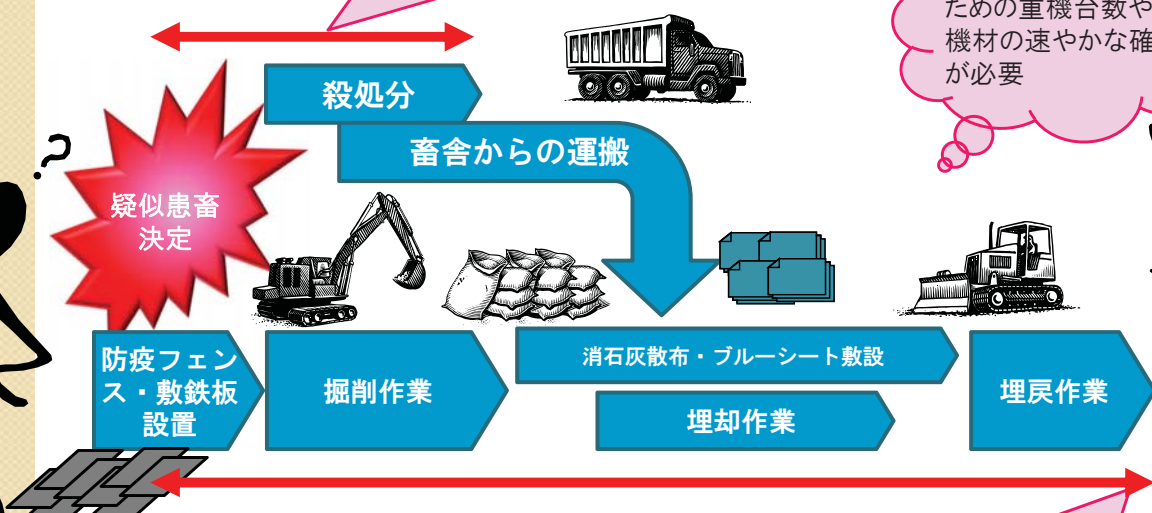 ための重機台数や
機材の速やかな確
が必要
殺処分
畜舎からの運搬
疑似患畜
決定
防疫フェン
ス・敷鉄板
設置
掘削作業
消石灰散布・ブルーシート敷設
埋却作業
埋戻作業